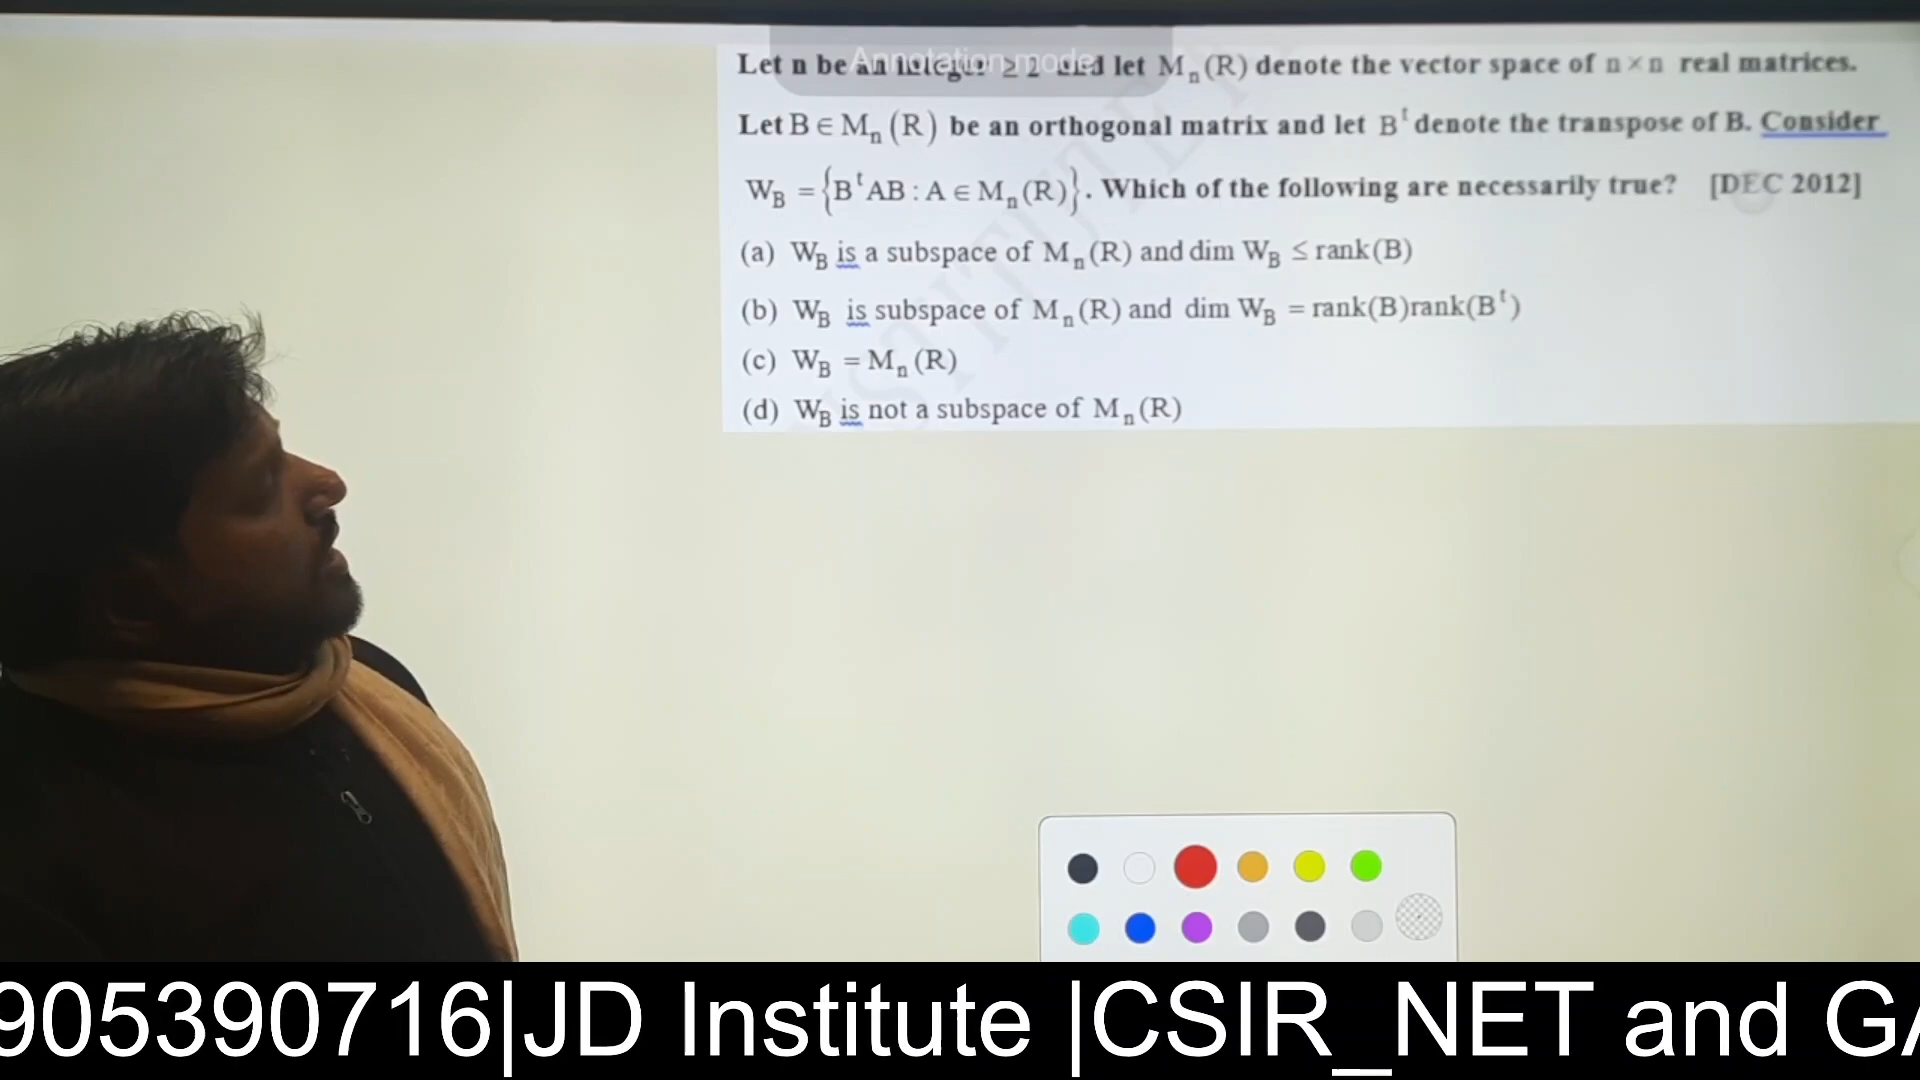 Annotation mode
Let n be an integer ≥ 2 and let Mₙ(R) denote the vector space of n×n real matrices.
Let B ∈ Mₙ(R) be an orthogonal matrix and let Bᵗ denote the transpose of B. Consider
W_B = {BᵗAB : A ∈ Mₙ(R)}. Which of the following are necessarily true? [DEC 2012]
(a) W_B is a subspace of Mₙ(R) and dim W_B ≤ rank(B)
(b) W_B is subspace of Mₙ(R) and dim W_B = rank(B)rank(Bᵗ)
(c) W_B = Mₙ(R)
(d) W_B is not a subspace of Mₙ(R)
905390716|JD Institute |CSIR_NET and GA